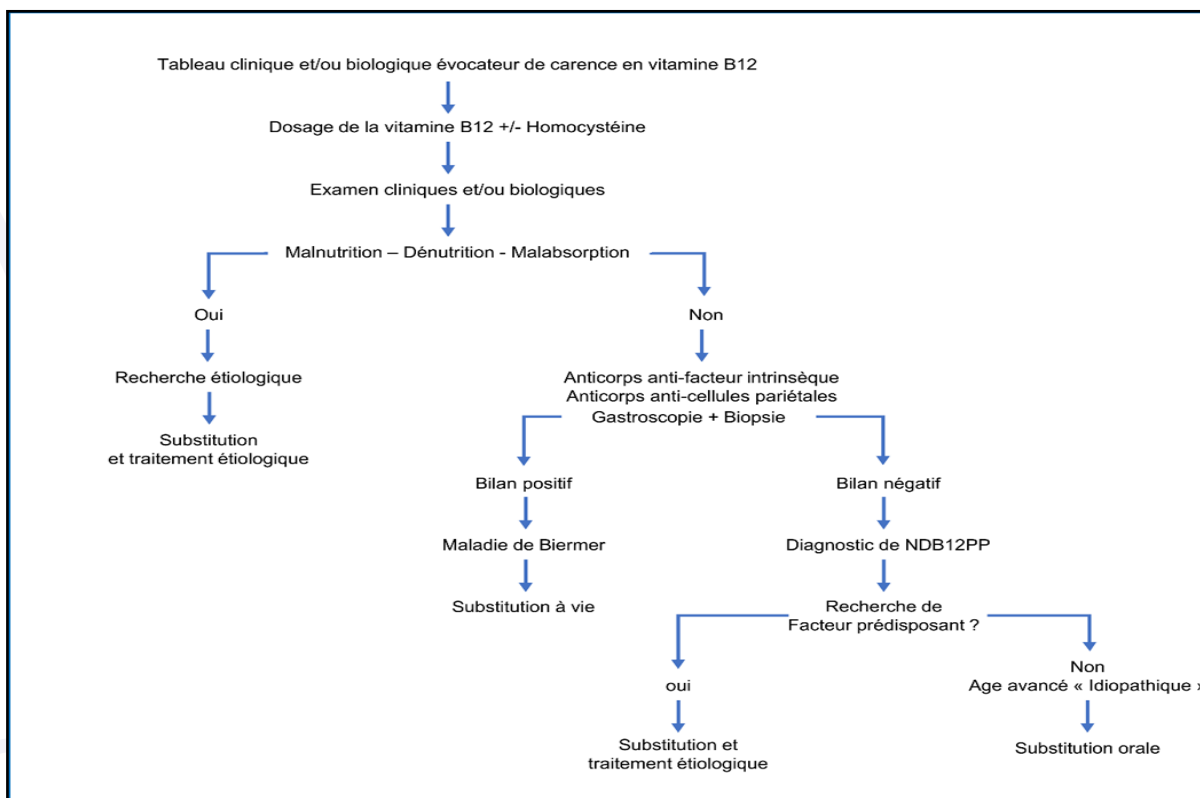 Tableau clinique et/ou biologique évocateur de carence en vitamine B12
Dosage de la vitamine B12 +/- Homocystéine
Examen cliniques et/ou biologiques
Malnutrition – Dénutrition - Malabsorption
Oui
Non
Recherche étiologique
Anticorps anti-facteur intrinsèque
Anticorps anti-cellules pariétales
Gastroscopie + Biopsie
Substitution
et traitement étiologique
Bilan positif
Bilan négatif
Maladie de Biermer
Diagnostic de NDB12PP
Substitution à vie
Recherche de
Facteur prédisposant ?
oui
Non
Age avancé « Idiopathique »
Substitution et
traitement étiologique
Substitution orale